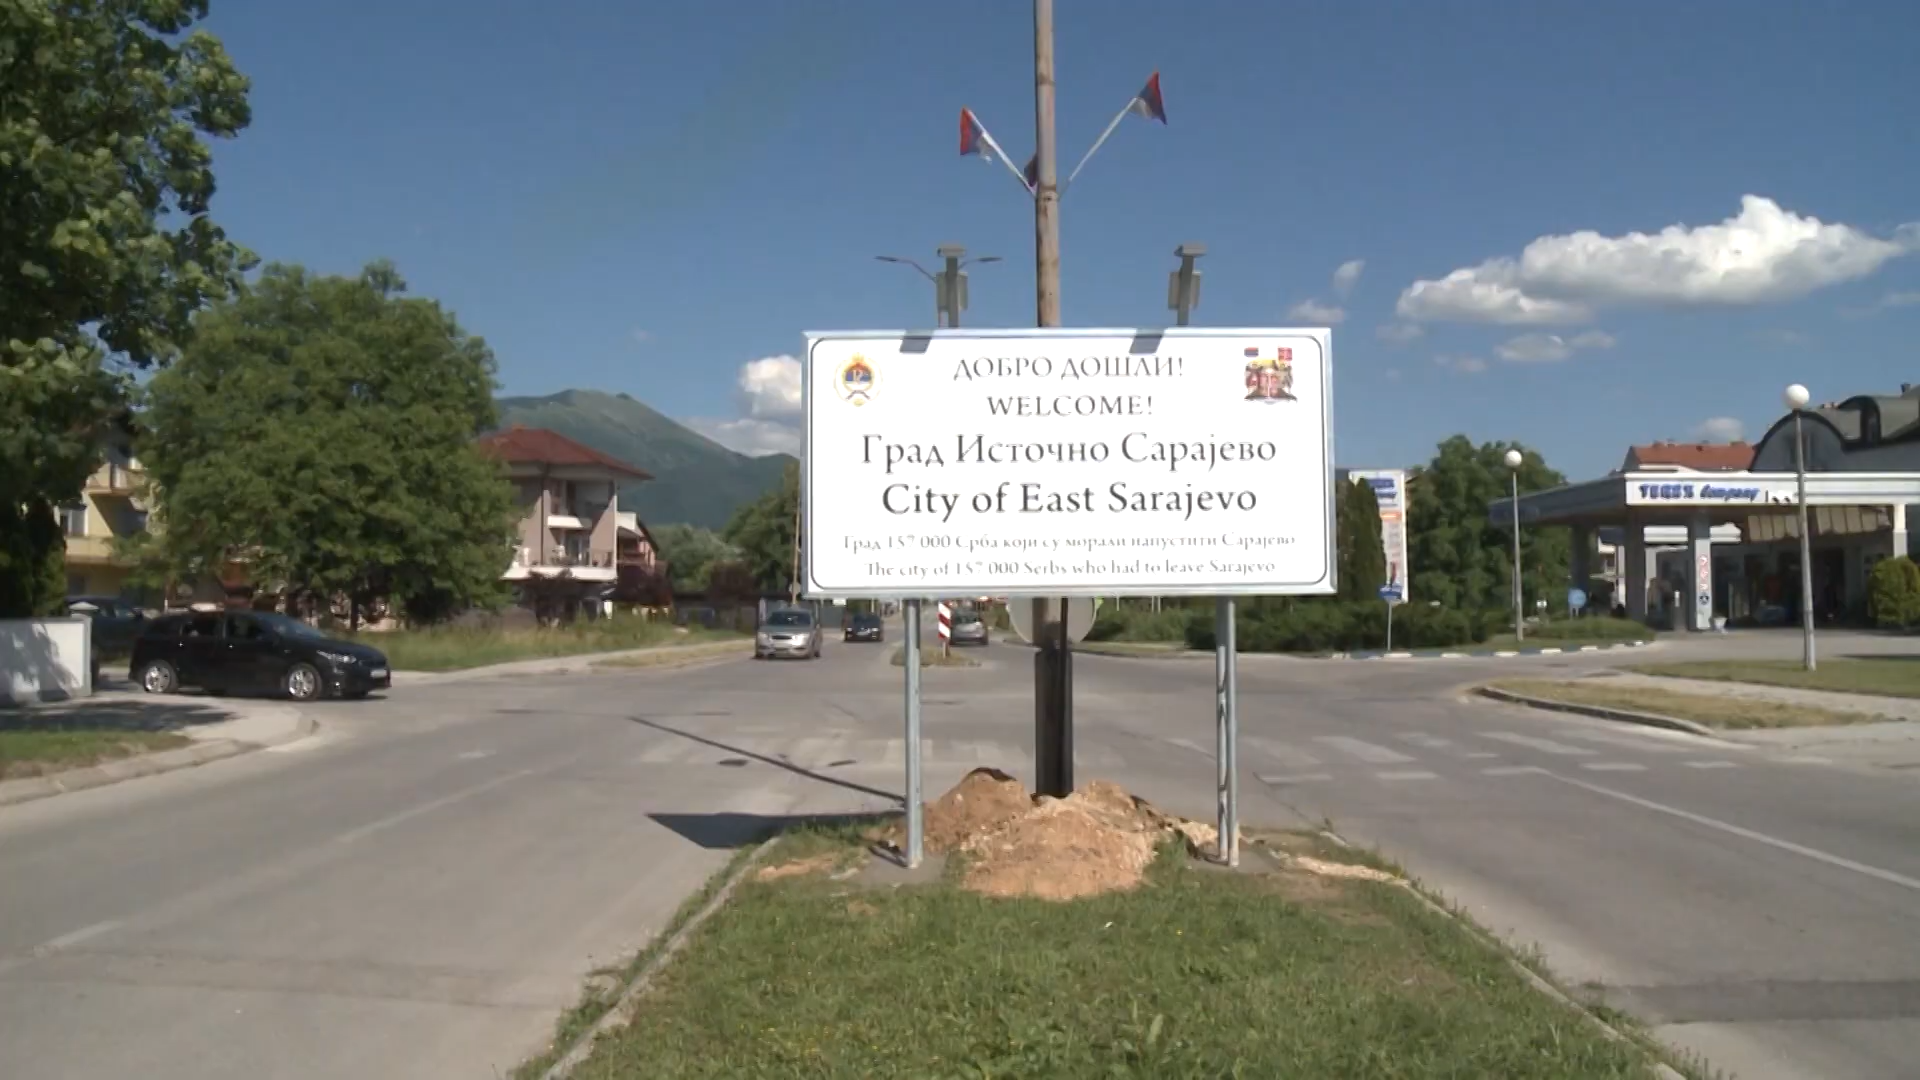 ДОБРО ДОШЛИ!
WELCOME!
Град Источно Сарајево
City of East Sarajevo
Град 157 000 Срба који су морали напустити Сарајево
The city of 157 000 Serbs who had to leave Sarajevo
Company